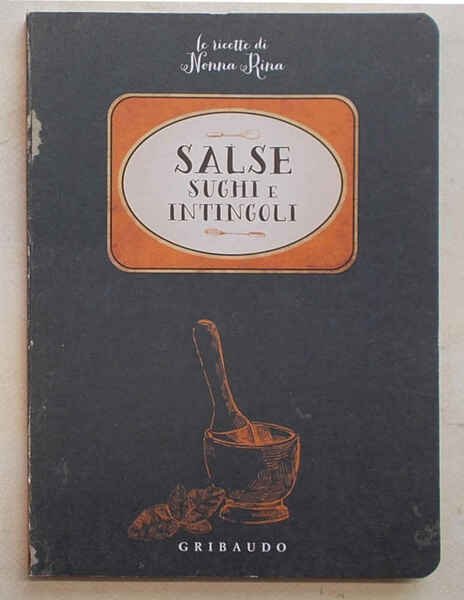 le ricette di
Nonna Rina
SALSE
SUGHI E
INTINGOLI
GRIBAUDO